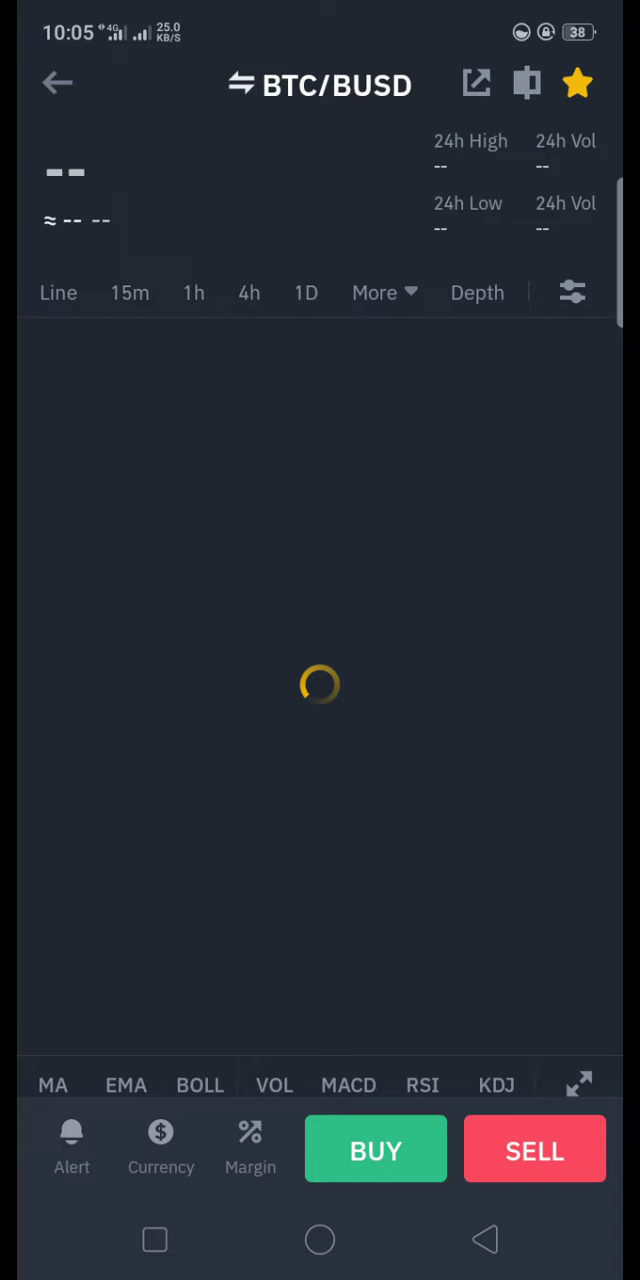 10:05 4G 25.0 KB/S 38
BTC/BUSD
24h High 24h Vol
-- -- --
24h Low 24h Vol
≈ -- -- -- --
Line 15m 1h 4h 1D More Depth
MA EMA BOLL VOL MACD RSI KDJ
Alert Currency Margin BUY SELL